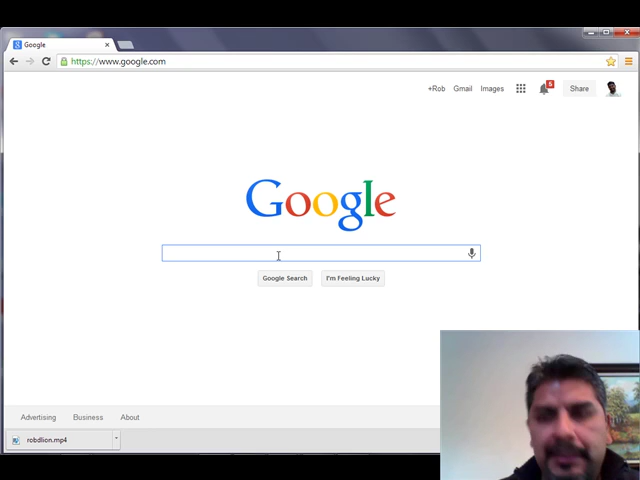 Google
https://www.google.com
+Rob Gmail Images 5 Share
Google
Google Search I'm Feeling Lucky
Advertising Business About
robdlion.mp4